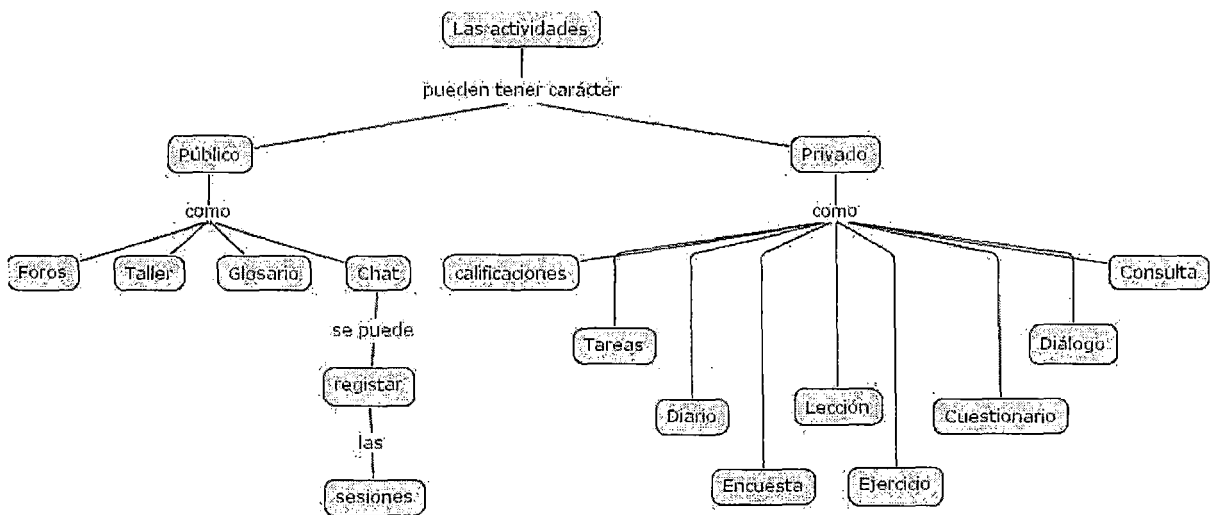 Las actividades
pueden tener carácter
Público
Privado
como
como
Foros
Taller
Glosario
Chat
calificaciones
Consulta
se puede
Tareas
Diálogo
registar
Diario
Lección
Cuestionario
las
Encuesta
Ejercicio
sesiones